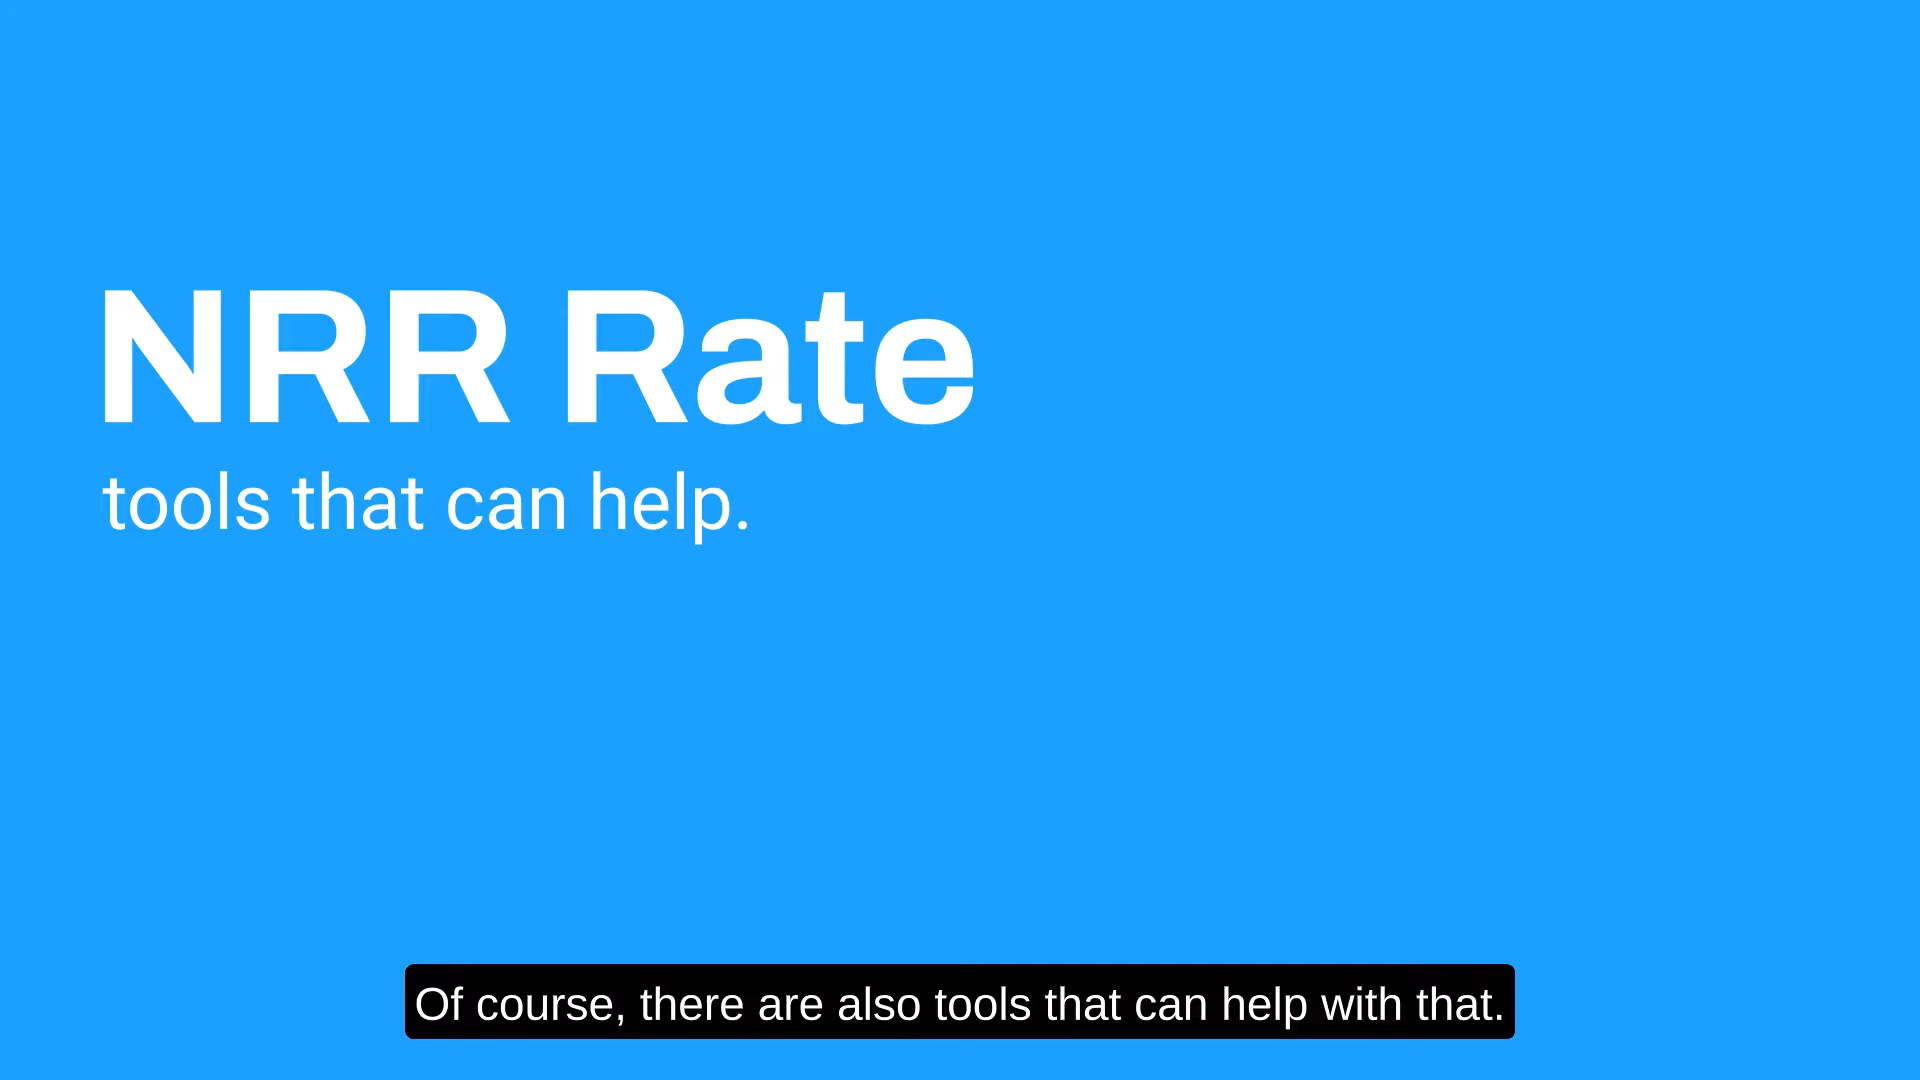 NRR Rate
tools that can help.
Of course, there are also tools that can help with that.